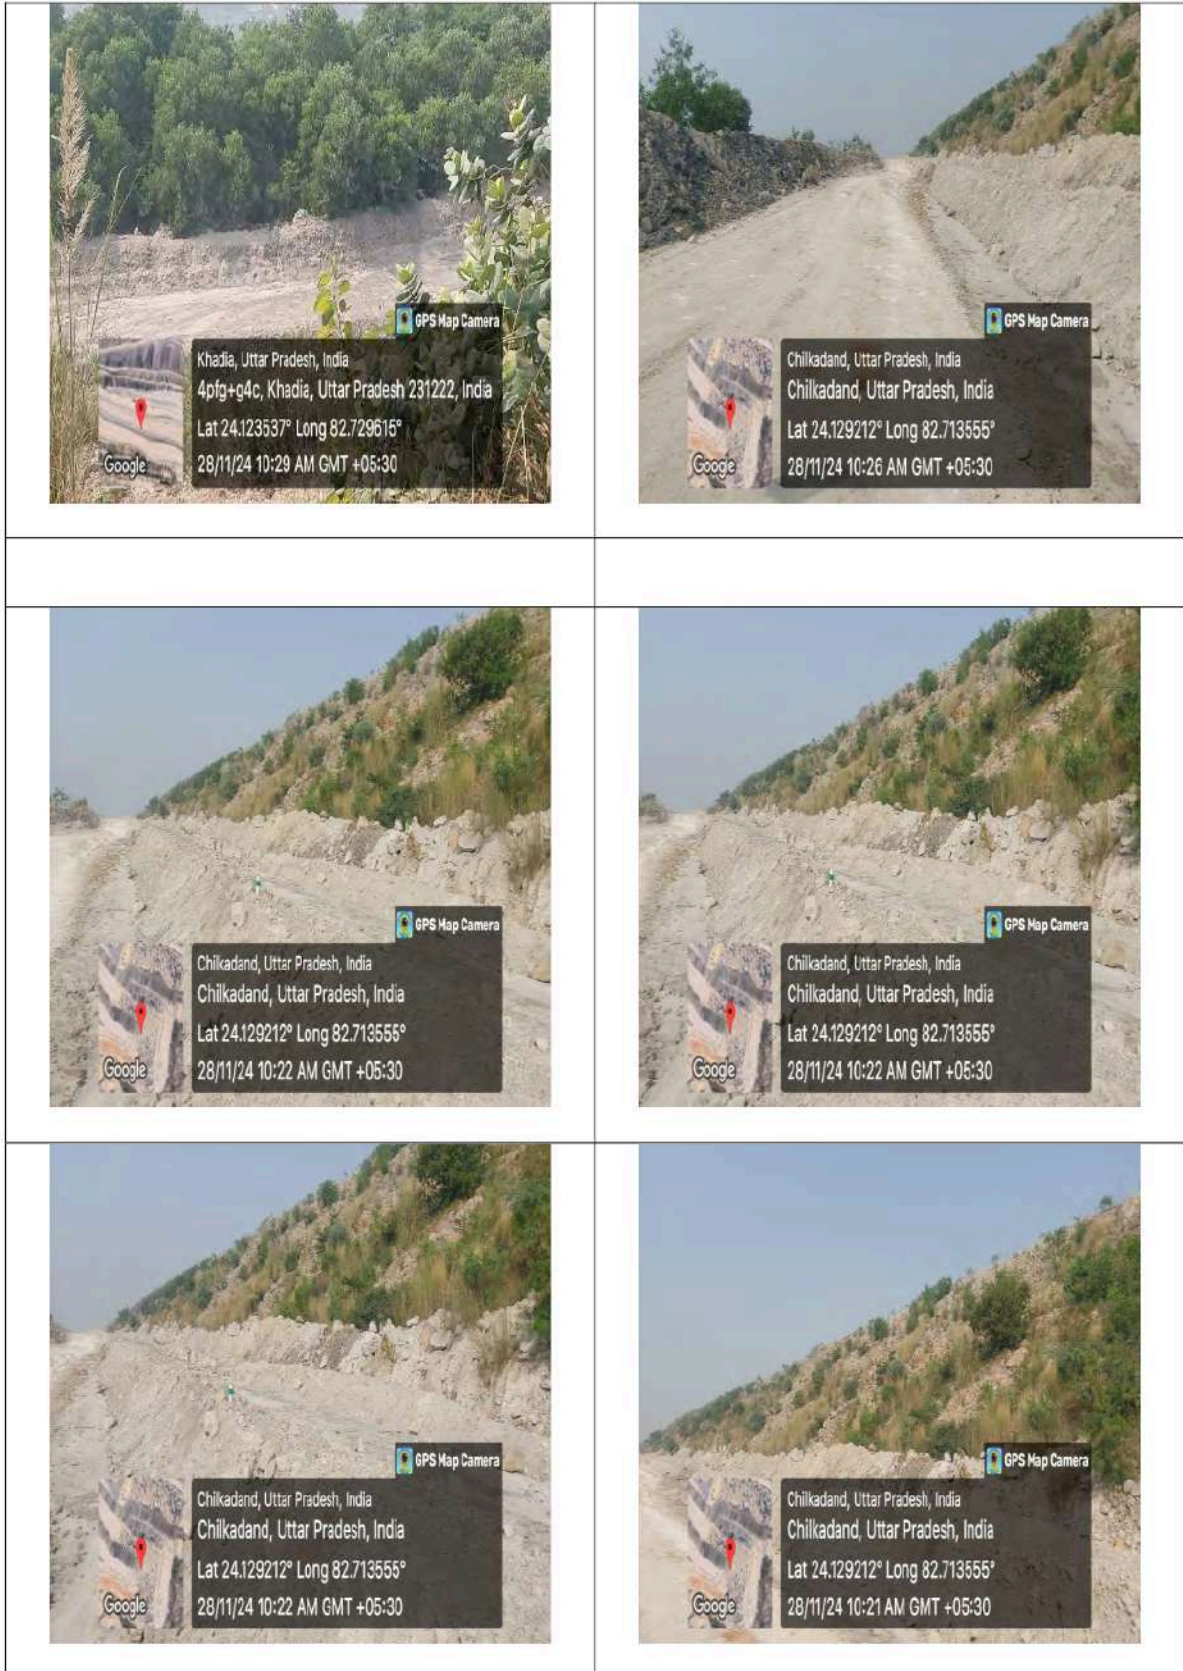 GPS Map Camera
Khadia, Uttar Pradesh, India
4pfg+g4c, Khadia, Uttar Pradesh 231222, India
Lat 24.123537° Long 82.729615°
28/11/24 10:29 AM GMT +05:30
Google
GPS Map Camera
Chilkadand, Uttar Pradesh, India
Chilkadand, Uttar Pradesh, India
Lat 24.129212° Long 82.713555°
28/11/24 10:26 AM GMT +05:30
Google
GPS Map Camera
Chilkadand, Uttar Pradesh, India
Chilkadand, Uttar Pradesh, India
Lat 24.129212° Long 82.713555°
28/11/24 10:22 AM GMT +05:30
Google
GPS Map Camera
Chilkadand, Uttar Pradesh, India
Chilkadand, Uttar Pradesh, India
Lat 24.129212° Long 82.713555°
28/11/24 10:22 AM GMT +05:30
Google
GPS Map Camera
Chilkadand, Uttar Pradesh, India
Chilkadand, Uttar Pradesh, India
Lat 24.129212° Long 82.713555°
28/11/24 10:22 AM GMT +05:30
Google
GPS Map Camera
Chilkadand, Uttar Pradesh, India
Chilkadand, Uttar Pradesh, India
Lat 24.129212° Long 82.713555°
28/11/24 10:21 AM GMT +05:30
Google